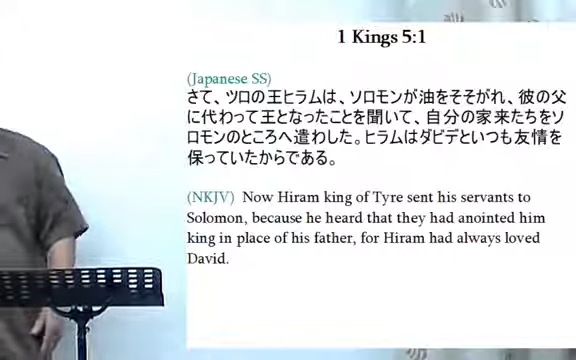 1 Kings 5:1
(Japanese SS)
さて、ツロの王ヒラムは、ソロモンが油をそそがれ、彼の父
に代わって王となったことを聞いて、自分の家来たちをソ
ロモンのところへ遣わした。ヒラムはダビデといつも友情を
保っていたからである。
(NKJV) Now Hiram king of Tyre sent his servants to
Solomon, because he heard that they had anointed him
king in place of his father, for Hiram had always loved
David.